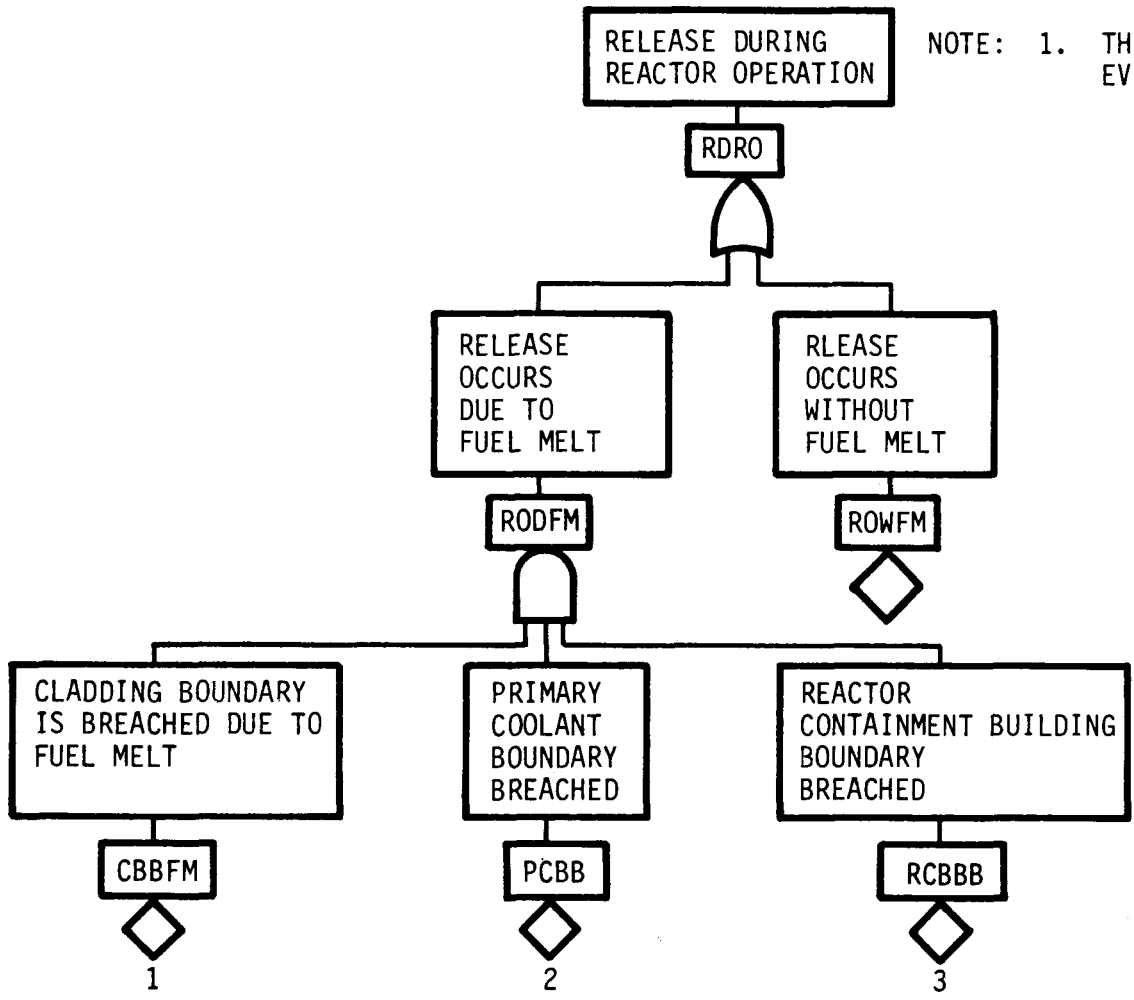 RELEASE DURING
REACTOR OPERATION
NOTE: 1. TH
EV
RDRO
RELEASE
OCCURS
DUE TO
FUEL MELT
RLEASE
OCCURS
WITHOUT
FUEL MELT
RODFM
ROWFM
CLADDING BOUNDARY
IS BREACHED DUE TO
FUEL MELT
PRIMARY
COOLANT
BOUNDARY
BREACHED
REACTOR
CONTAINMENT BUILDING
BOUNDARY
BREACHED
CBBFM
PCBB
RCBBB
1
2
3